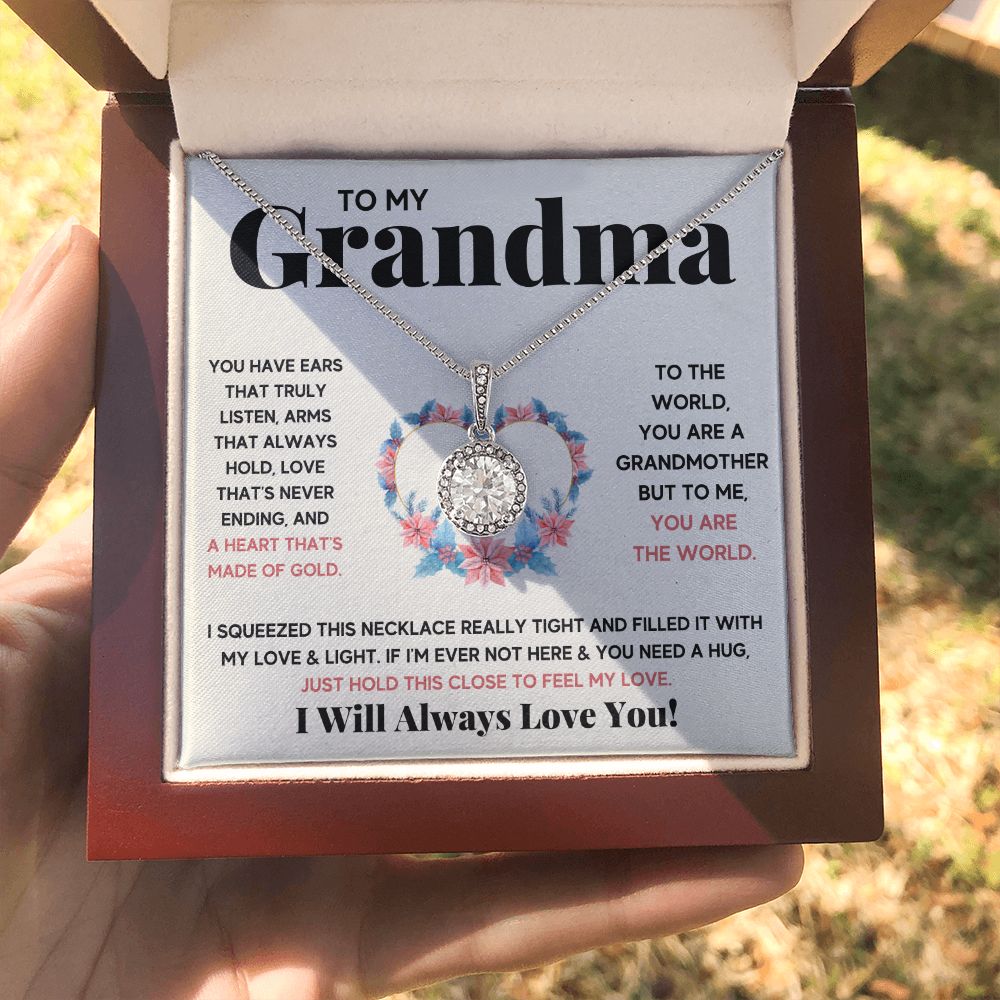 TO MY
Grandma
YOU HAVE EARS
THAT TRULY
LISTEN, ARMS
THAT ALWAYS
HOLD, LOVE
THAT'S NEVER
ENDING, AND
A HEART THAT'S
MADE OF GOLD.
TO THE
WORLD,
YOU ARE A
GRANDMOTHER
BUT TO ME,
YOU ARE
THE WORLD.
I SQUEEZED THIS NECKLACE REALLY TIGHT AND FILLED IT WITH
MY LOVE & LIGHT. IF I'M EVER NOT HERE & YOU NEED A HUG,
JUST HOLD THIS CLOSE TO FEEL MY LOVE.
I Will Always Love You!